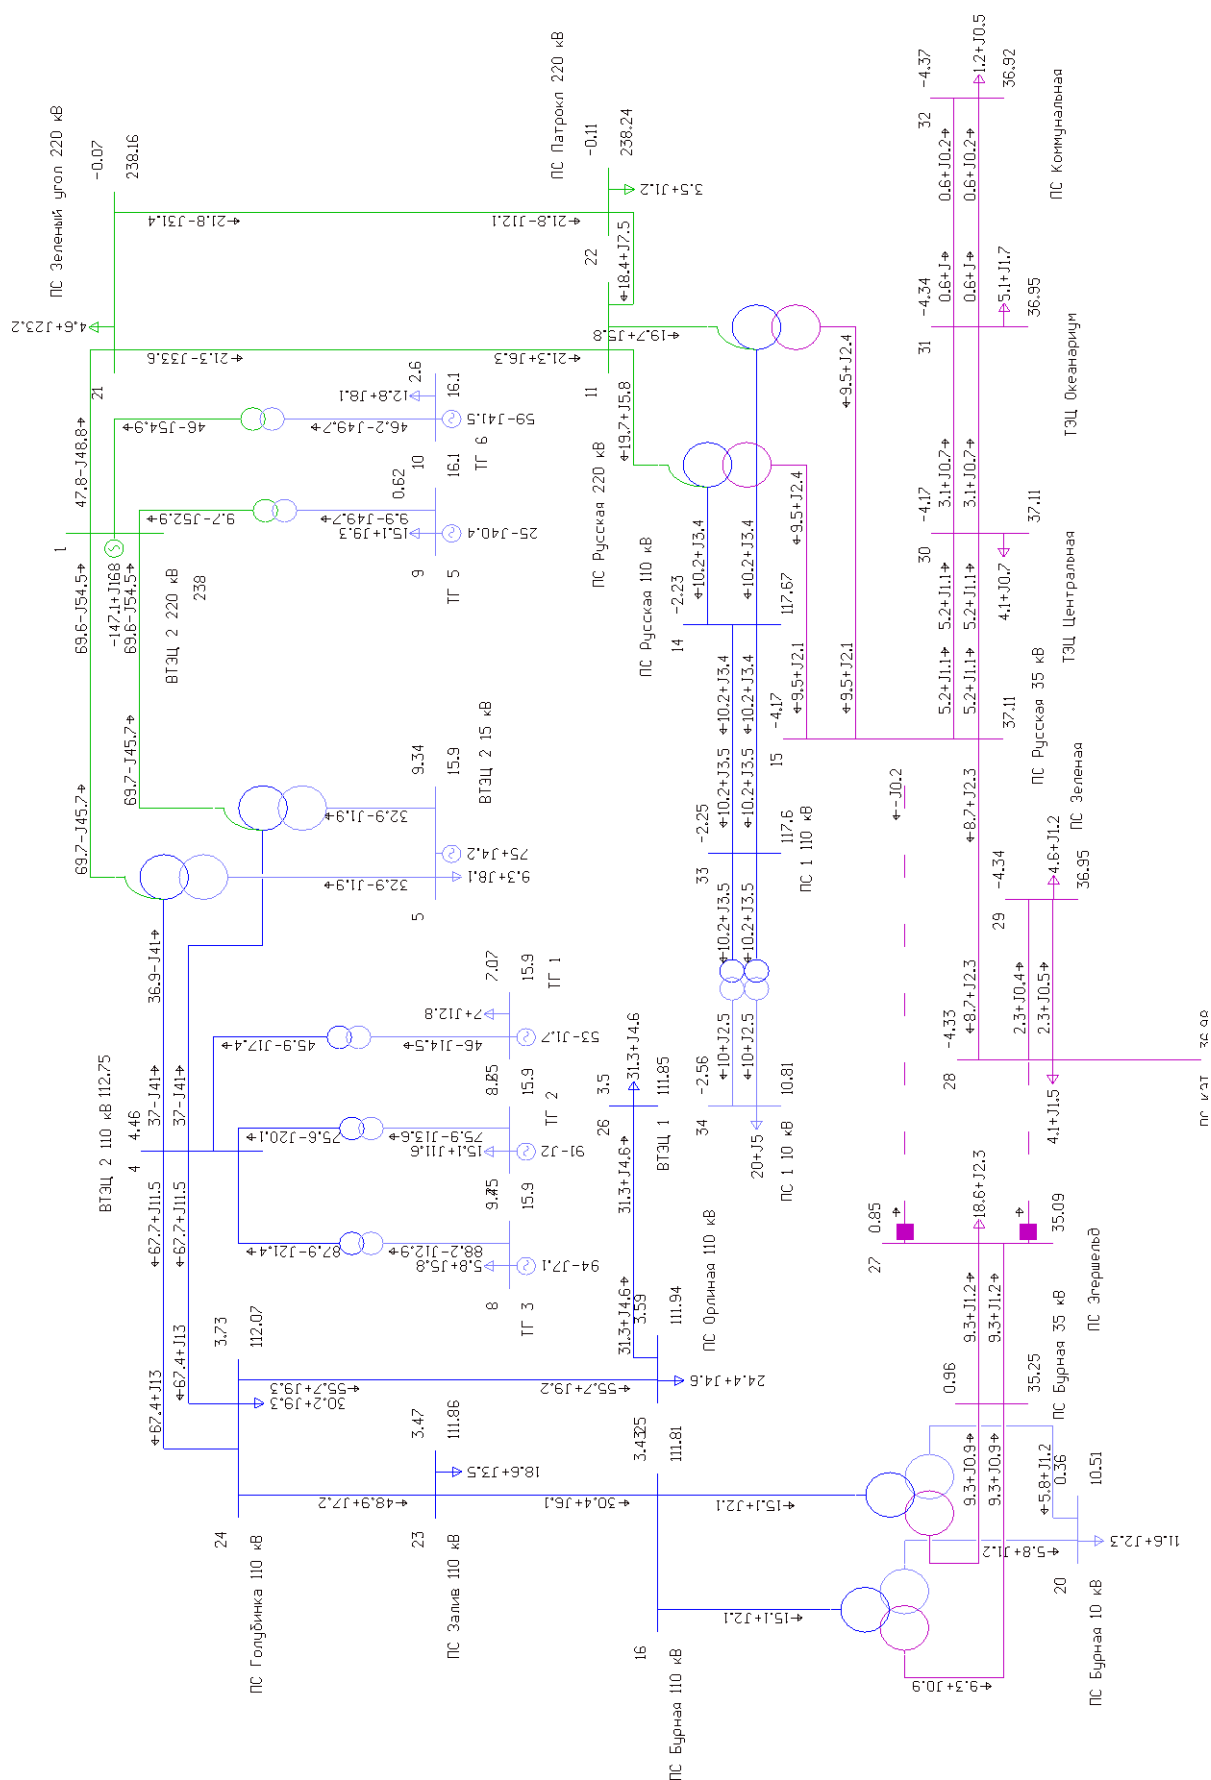 ПС Зеленый угол 220 кВ
-0.07
238.16
21
4.6+J23.2
21.8-J31.4
21.8-J12.1
21.3-J33.6
21.3+J6.3
ПС Патрокл 220 кВ
-0.11
238.24
22
3.5+J1.2
18.4+J7.5
11
ПС Русская 220 кВ
19.7+J5.8
19.7+J5.8
47.8-J48.8
1
-147.1+J168
ВТЭЦ 2 220 кВ
238
46-J54.9
46.2-J49.7
2.6
16.1
12.8+J8.1
59-J41.5
10
ТГ 6
9.7-J52.9
9.9-J49.7
0.62
16.1
15.1+J9.3
25-J40.4
9
ТГ 5
69.6-J54.5
69.6-J54.5
69.7-J45.7
69.7-J45.7
9.34
15.9
ВТЭЦ 2 15 кВ
32.9-J1.9
32.9-J1.9
75+J4.2
9.3+J8.1
5
36.9-J41
37-J41
37-J41
ВТЭЦ 2 110 кВ
112.75
4.46
4
45.9-J17.4
46-J14.5
7.07
15.9
ТГ 1
7+J12.8
53-J1.7
75.6-J20.1
75.9-J13.6
15.9
ТГ 2
15.1+J11.6
91-J2
87.9-J21.4
88.2-J12.9
15.9
5.8+J5.8
94-J7.1
8
ТГ 3
67.7+J11.5
67.7+J11.5
67.4+J13
67.4+J13
3.73
112.07
24
ПС Голубинка 110 кВ
30.2+J9.3
55.7+J9.3
55.7+J9.2
48.9+J7.2
3.47
111.86
23
ПС Залив 110 кВ
18.6+J3.5
30.4+J6.1
111.81
16
ПС Бурная 110 кВ
15.1+J2.1
15.1+J2.1
3.59
111.94
ПС Орлиная 110 кВ
24.4+J4.6
31.3+J4.6
31.3+J4.6
3.5
111.85
26
ВТЭЦ 1
31.3+J4.6
-2.23
117.67
14
ПС Русская 110 кВ
10.2+J3.4
10.2+J3.4
10.2+J3.4
10.2+J3.4
10.2+J3.5
10.2+J3.5
-2.25
117.6
33
ПС 1 110 кВ
10.2+J3.5
10.2+J3.5
10+J2.5
10+J2.5
-2.56
10.81
34
ПС 1 10 кВ
20+J5
9.5+J2.4
9.5+J2.4
9.5+J2.1
9.5+J2.1
-4.17
37.11
15
ПС Русская 35 кВ
5.2+J1.1
5.2+J1.1
5.2+J1.1
5.2+J1.1
-4.17
37.11
30
ТЭЦ Центральная
4.1+J0.7
3.1+J0.7
3.1+J0.7
-4.34
36.95
31
ТЭЦ Океанариум
5.1+J1.7
0.6+J
0.6+J
0.6+J0.2
0.6+J0.2
-4.37
36.92
32
ПС Коммунальная
1.2+J0.5
8.7+J2.3
8.7+J2.3
-4.33
36.98
28
ПС КЭТ
4.1+J1.5
2.3+J0.4
2.3+J0.5
-4.34
36.95
29
ПС Зеленая
4.6+J1.2
-J0.2
0.85
35.09
27
ПС Эгершельд
18.6+J2.3
9.3+J1.2
9.3+J1.2
0.96
35.25
ПС Бурная 35 кВ
9.3+J0.9
9.3+J0.9
9.3+J0.9
5.8+J1.2
5.8+J1.2
0.36
10.51
20
ПС Бурная 10 кВ
11.6+J2.3